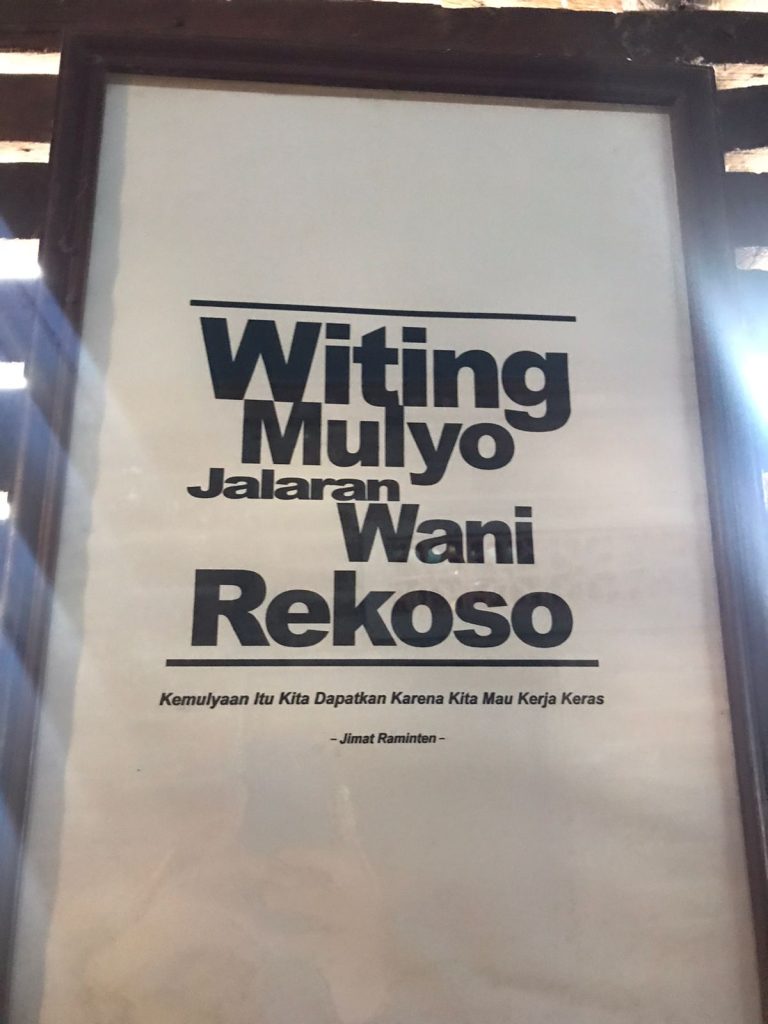 Witing
Mulyo
Jalaran
Wani
Rekoso
Kemulyaan Itu Kita Dapatkan Karena Kita Mau Kerja Keras
– Jimat Raminten –